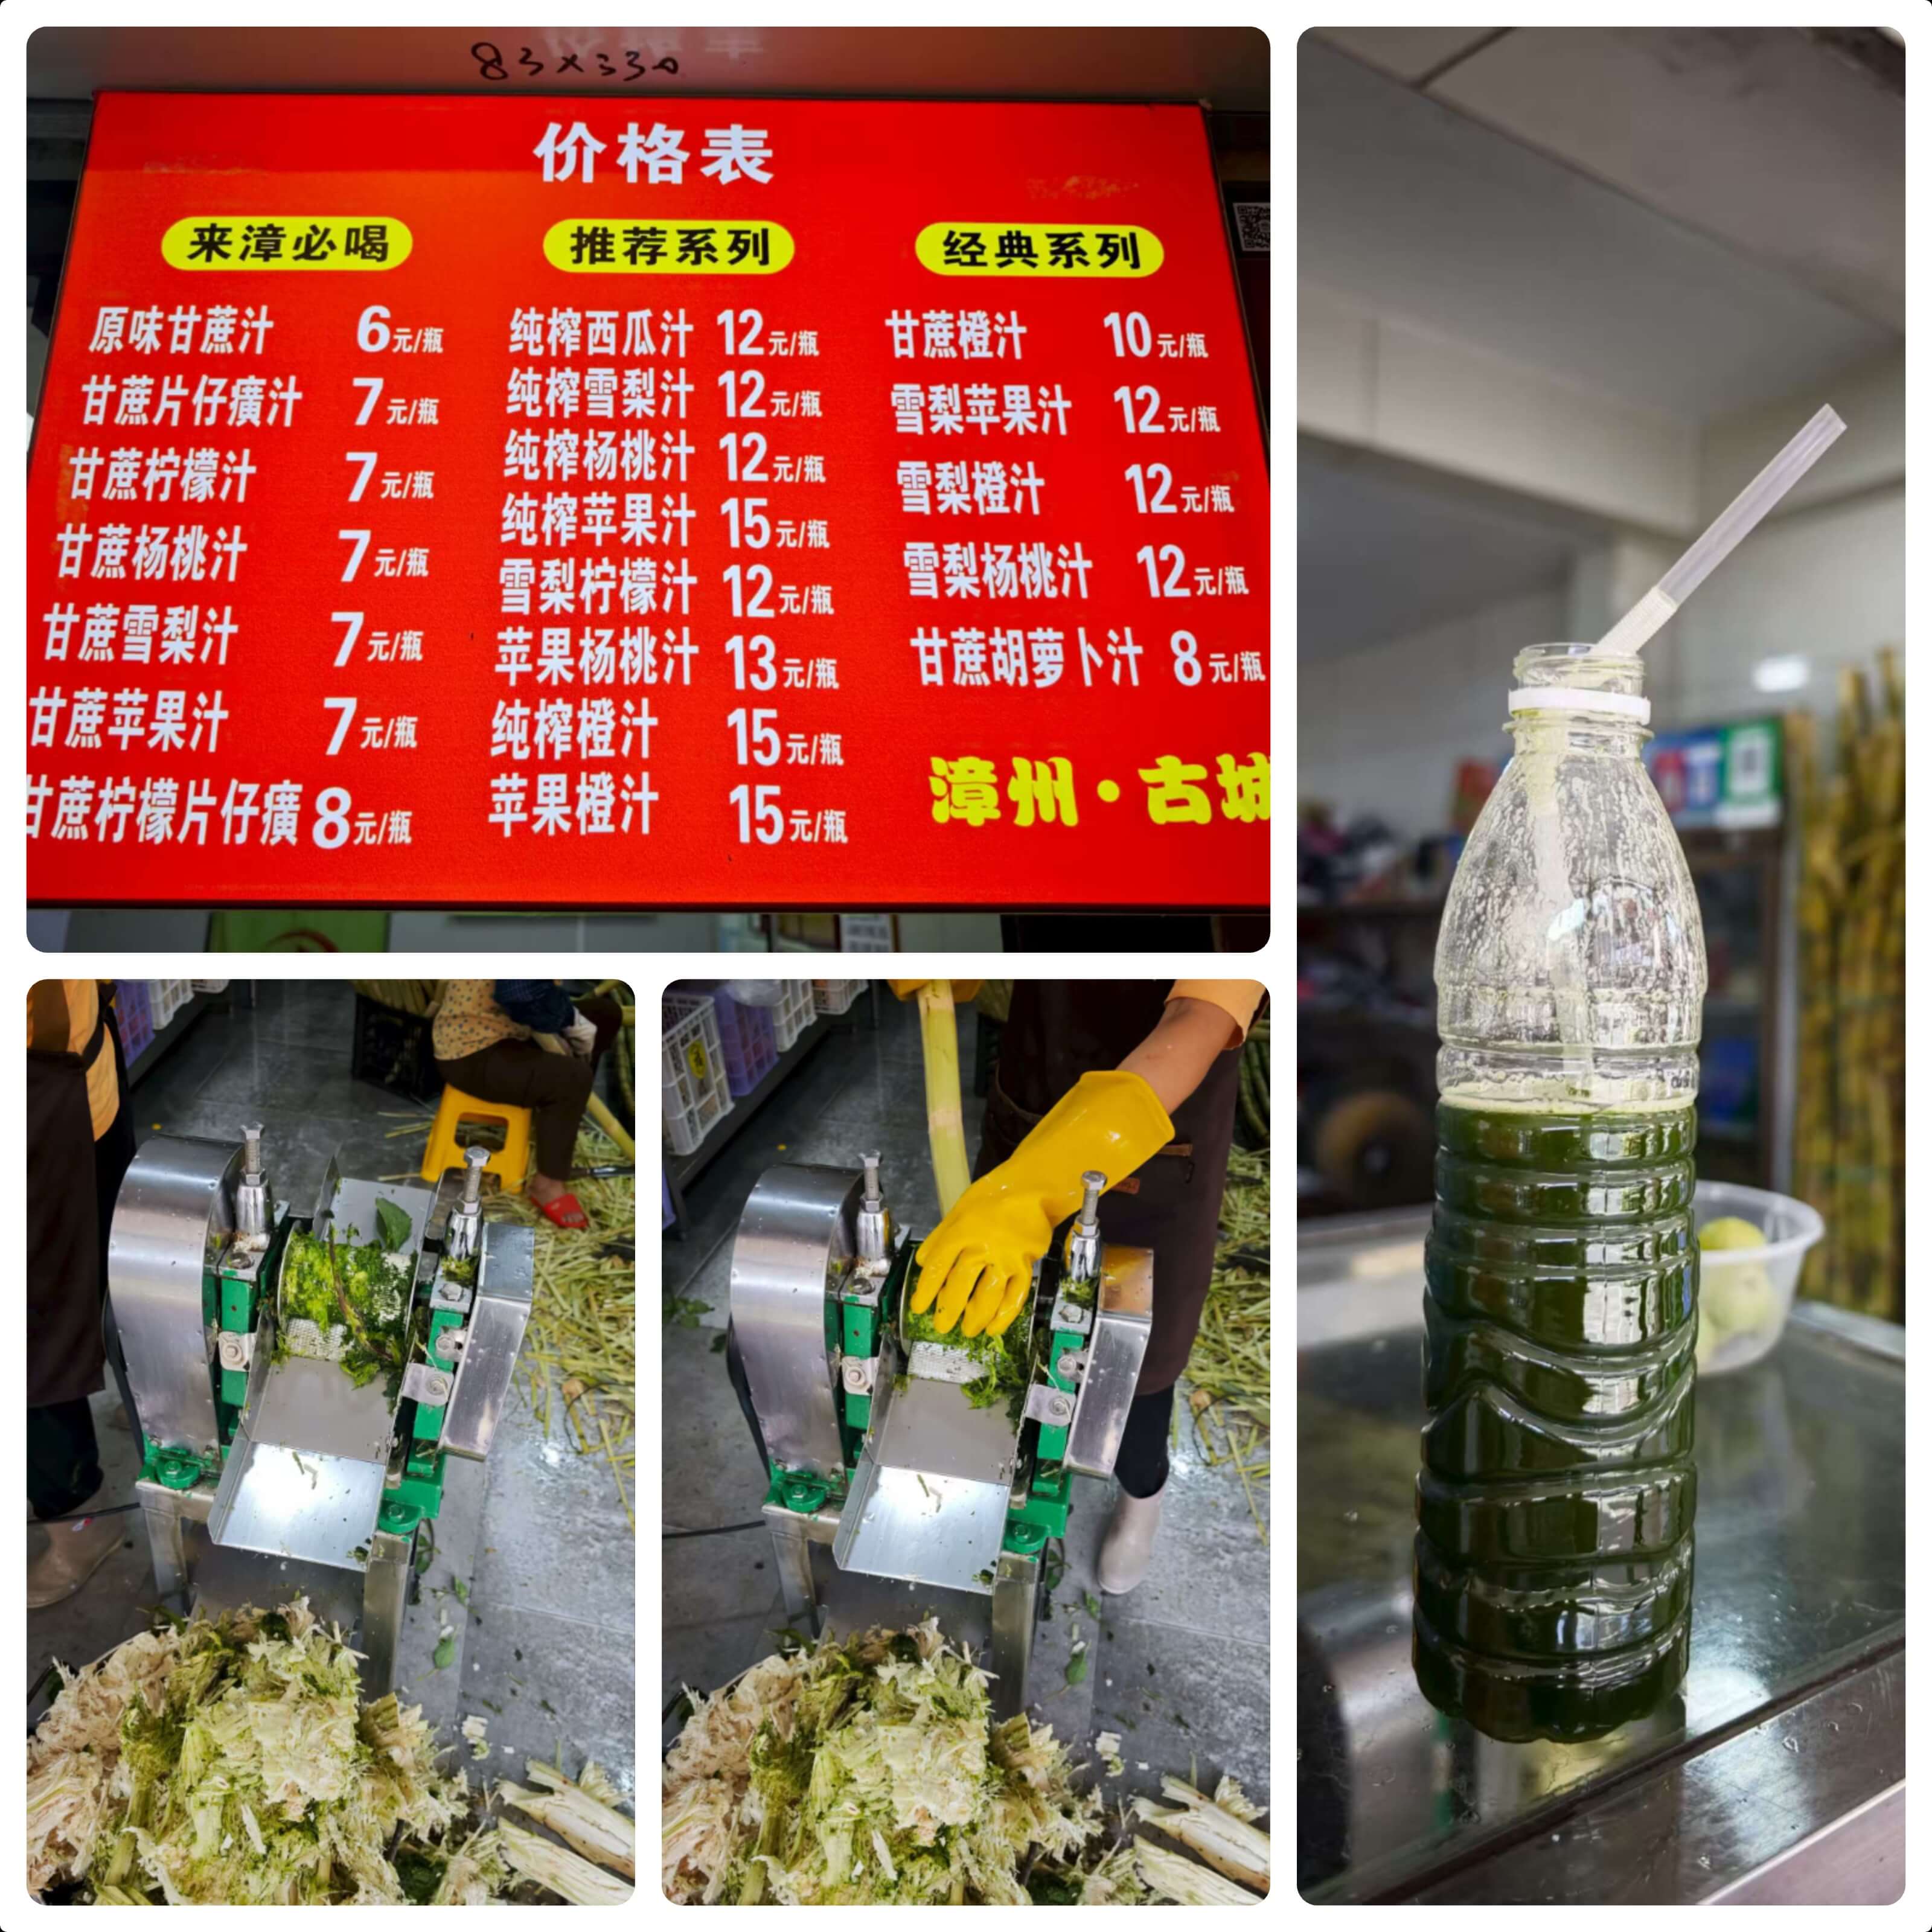 83×330
价格表
来漳必喝
原味甘蔗汁 6元/瓶
甘蔗片仔癀汁 7元/瓶
甘蔗柠檬汁 7元/瓶
甘蔗杨桃汁 7元/瓶
甘蔗雪梨汁 7元/瓶
甘蔗苹果汁 7元/瓶
甘蔗柠檬片仔癀 8元/瓶
推荐系列
纯榨西瓜汁 12元/瓶
纯榨雪梨汁 12元/瓶
纯榨杨桃汁 12元/瓶
纯榨苹果汁 15元/瓶
雪梨柠檬汁 12元/瓶
苹果杨桃汁 13元/瓶
纯榨橙汁 15元/瓶
苹果橙汁 15元/瓶
经典系列
甘蔗橙汁 10元/瓶
雪梨苹果汁 12元/瓶
雪梨橙汁 12元/瓶
雪梨杨桃汁 12元/瓶
甘蔗胡萝卜汁 8元/瓶
漳州·古城